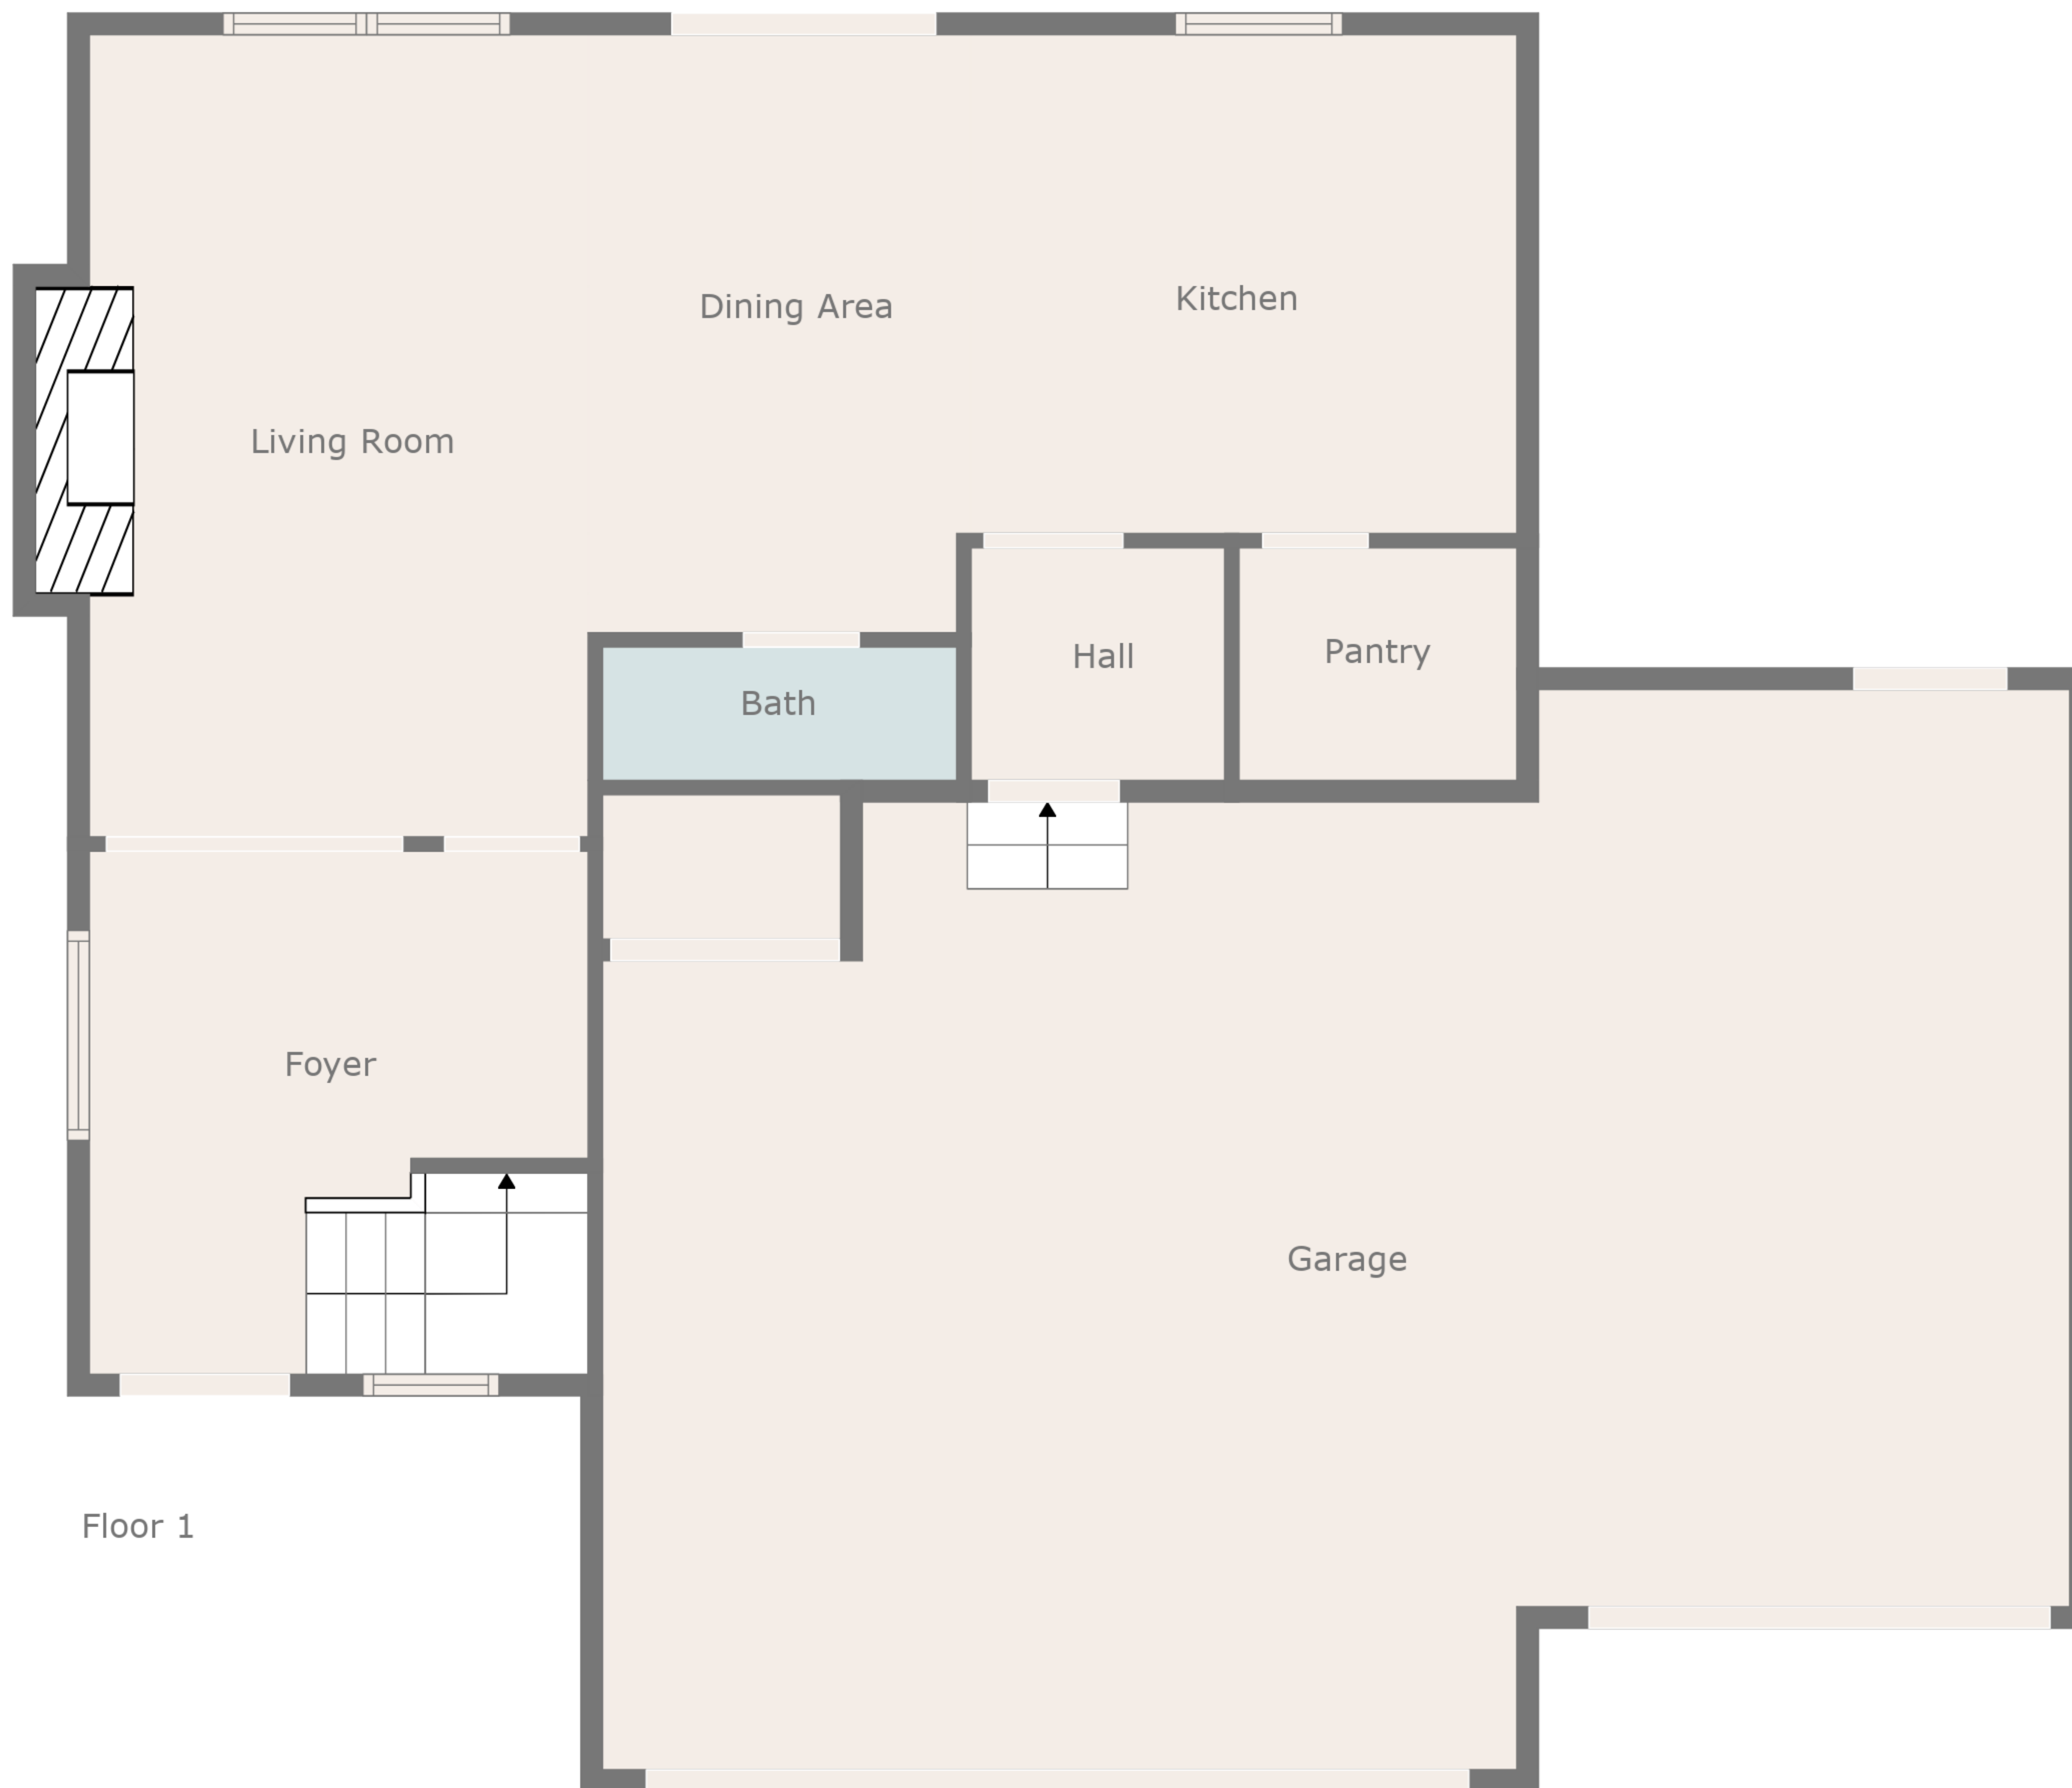 Kitchen
Dining Area
Living Room
Hall
Pantry
Bath
Foyer
Garage
Floor 1